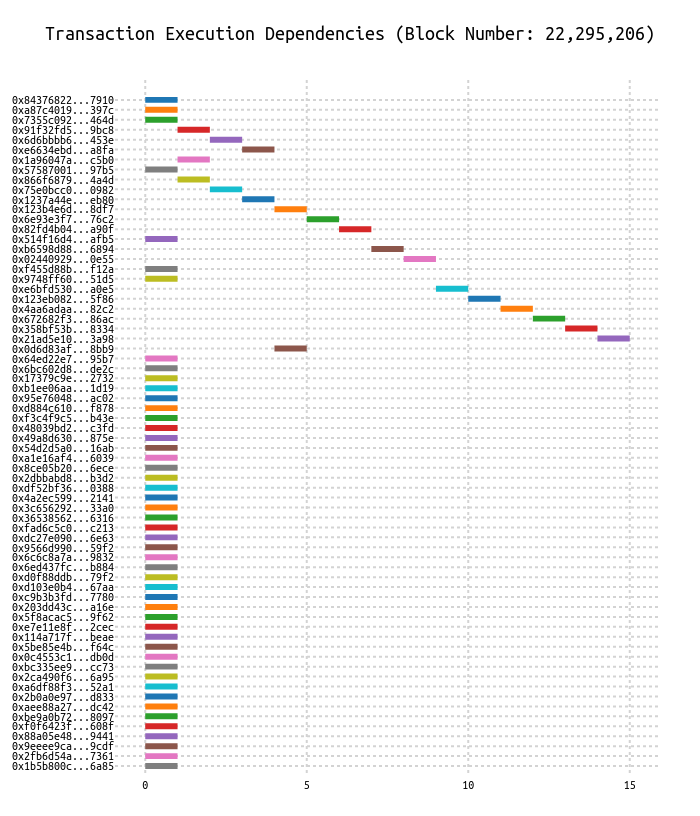 Transaction Execution Dependencies (Block Number: 22,295,206)
0x84376822...7910
0xa87c4019...397c
0x7355c092...464d
0x91f32fd5...9bc8
0x6d6bbbb6...453e
0xe6634ebd...a8fa
0x1a96047a...c5b0
0x57587001...97b5
0x866f6879...4a4d
0x75e0bcc0...0982
0x1237a44e...eb80
0x123b4e6d...8df7
0x6e93e3f7...76c2
0x82fd4b04...a90f
0x514f16d4...afb5
0xb6598d88...6894
0x02440929...0e55
0xf455d88b...f12a
0x9748ff60...51d5
0xe6bfd530...a0e5
0x123eb082...5f86
0x4aa6adaa...82c2
0x672682f3...86ac
0x358bf53b...8334
0x21ad5e10...3a98
0x0d6d83af...8bb9
0x64ed22e7...95b7
0x6bc602d8...de2c
0x17379c9e...2732
0xb1ee06aa...1d19
0x95e76048...ac02
0xd884c610...f878
0xf3c4f9c5...b43e
0x48039bd2...c3fd
0x49a8d630...875e
0x54d2d5a0...16ab
0xa1e16af4...6039
0x8ce05b20...6ece
0x2dbbabd8...b3d2
0xdf52bf36...0388
0x4a2ec599...2141
0x3c656292...33a0
0x36538562...6316
0xfad6c5c0...c213
0xdc27e090...6e63
0x9566d990...59f2
0x6c6c8a7a...9832
0x6ed437fc...b884
0xd0f88ddb...79f2
0xd103e0b4...67aa
0xc9b3b3fd...7780
0x203dd43c...a16e
0x5f8acac5...9f62
0xe7e11e8f...2cec
0x114a717f...beae
0x5be85e4b...f64c
0x0c4553c1...db0d
0xbc335ee9...cc73
0x2ca490f6...6a95
0xa6df88f3...52a1
0x2b0a0e97...d833
0xaee88a27...dc42
0xbe9a0b72...8097
0xf0f6423f...608f
0x88a05e48...9441
0x9eeee9ca...9cdf
0x2fb6d54a...7361
0x1b5b800c...6a85
0 5 10 15